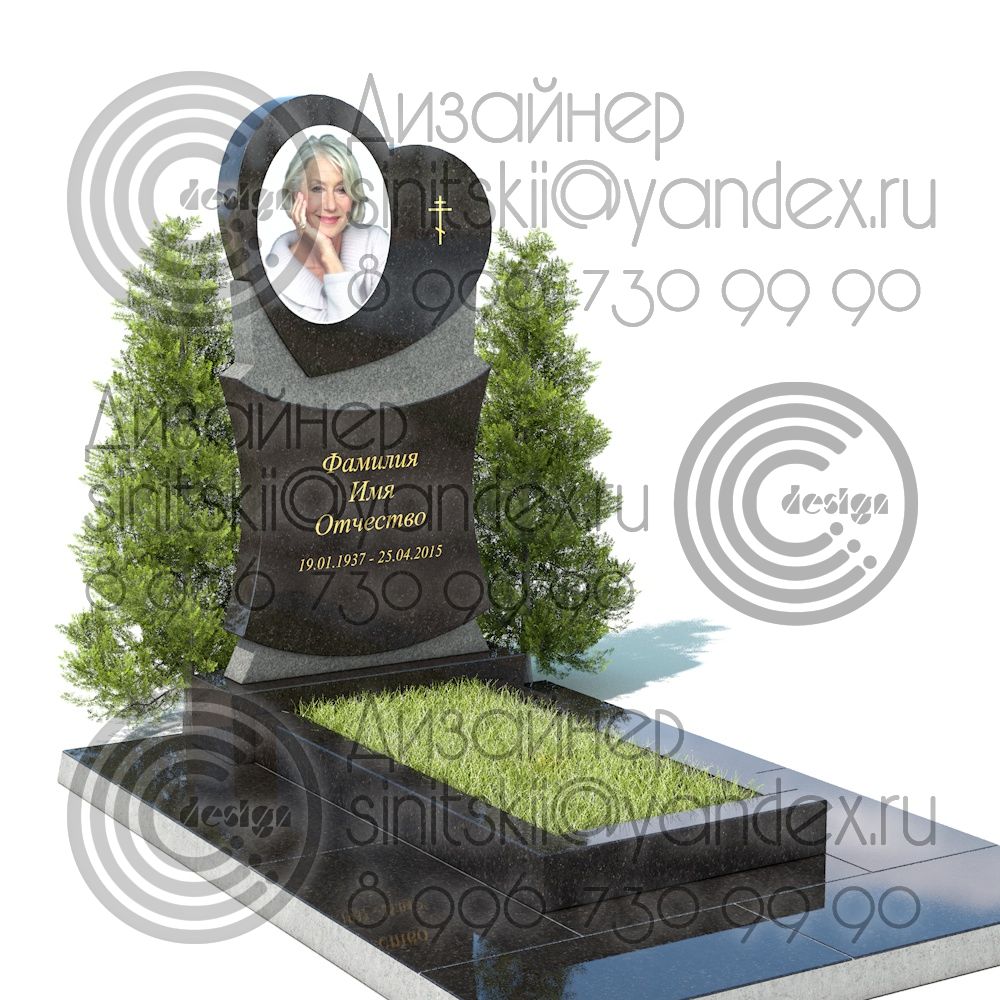 Дизайнер
sinitskii@yandex.ru
8 996 730 99 90
design
Дизайнер
sinitskii@yandex.ru
8 996 730 99 90
design
Фамилия
Имя
Отчество
19.01.1937 - 25.04.2015
Дизайнер
sinitskii@yandex.ru
8 996 730 99 90
design